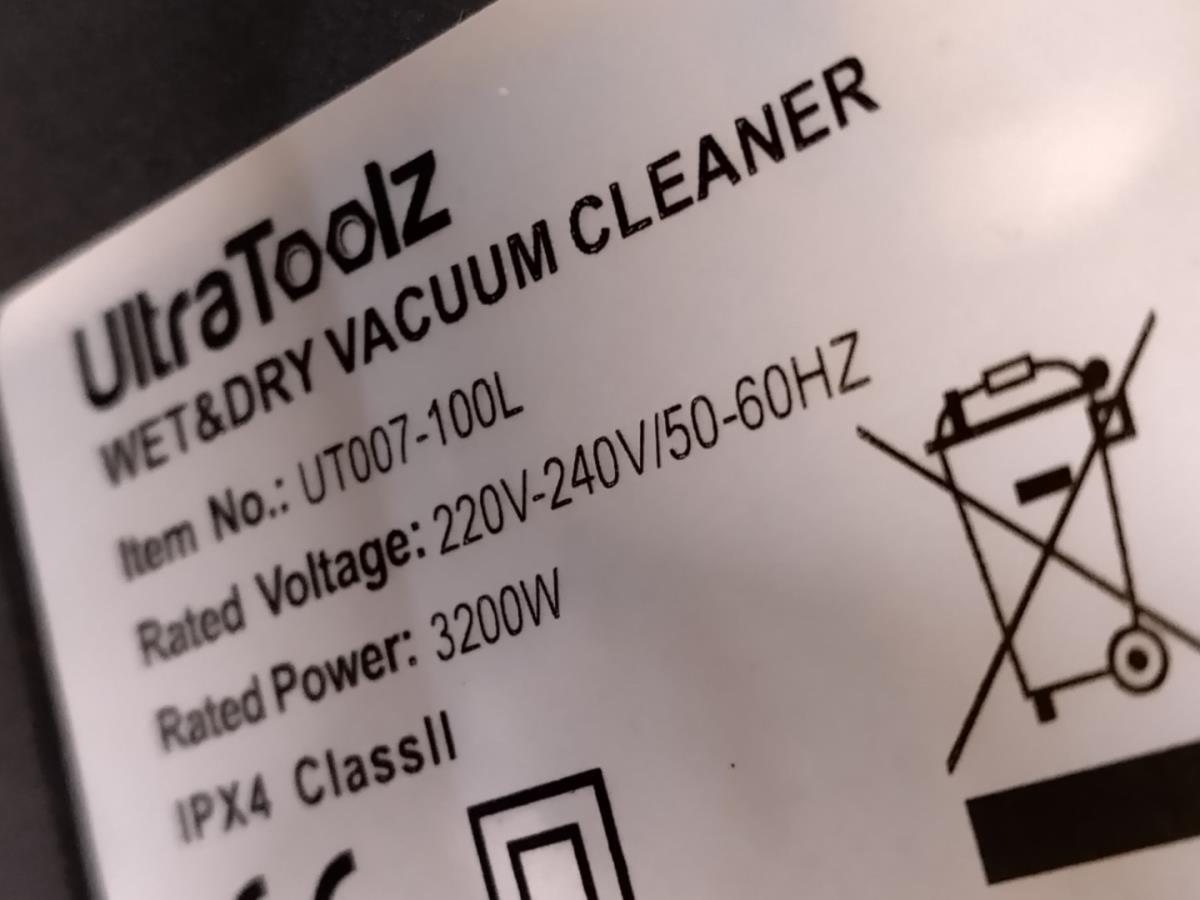 UltraToolz
WET&DRY VACUUM CLEANER
Item No.: UT007-100L
Rated Voltage: 220V-240V/50-60HZ
Rated Power: 3200W
IPX4 ClassII